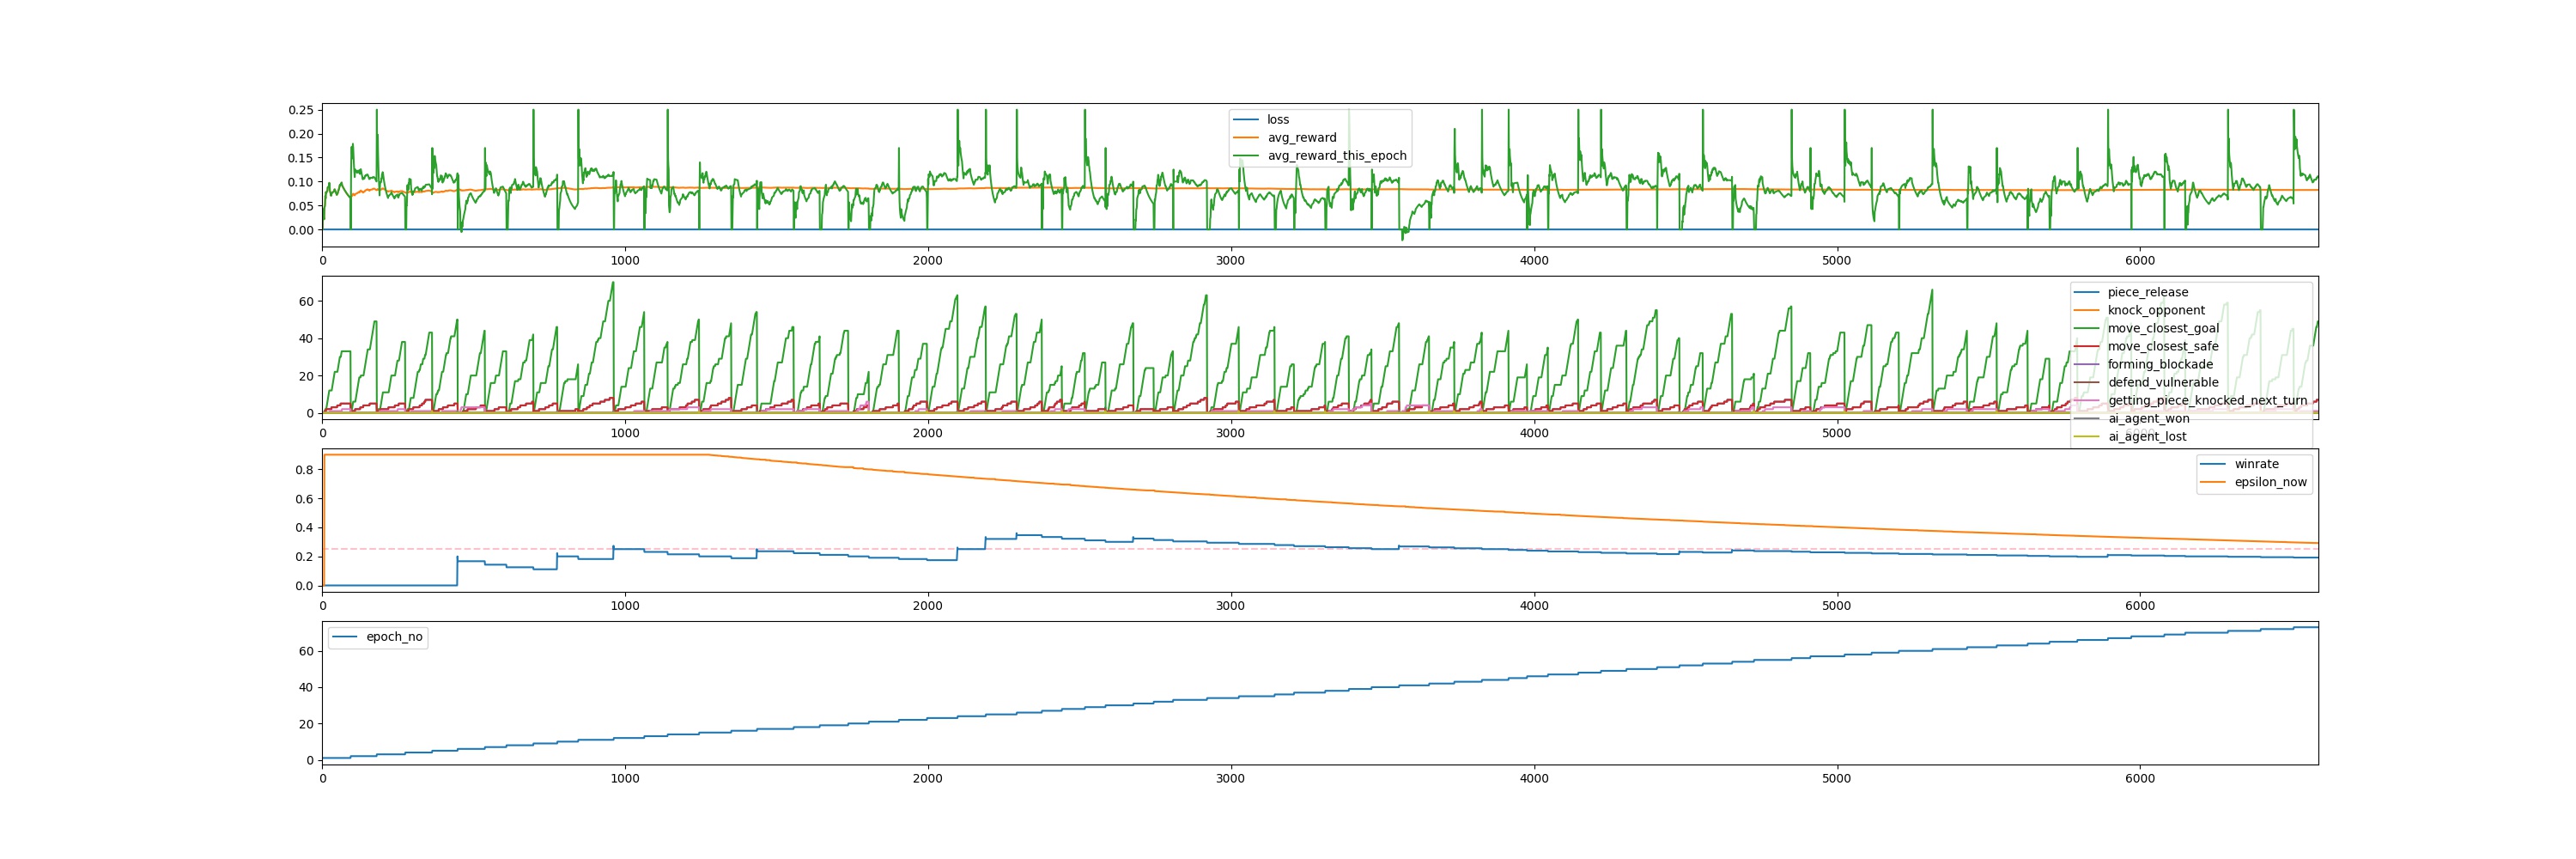 0.25
0.20
0.15
0.10
0.05
0.00
loss
avg_reward
avg_reward_this_epoch
0 1000 2000 3000 4000 5000 6000
60
40
20
0
piece_release
knock_opponent
move_closest_goal
move_closest_safe
forming_blockade
defend_vulnerable
getting_piece_knocked_next_turn
ai_agent_won
ai_agent_lost
0 1000 2000 3000 4000 5000 6000
0.8
0.6
0.4
0.2
0.0
winrate
epsilon_now
0 1000 2000 3000 4000 5000 6000
60
40
20
0
epoch_no
0 1000 2000 3000 4000 5000 6000